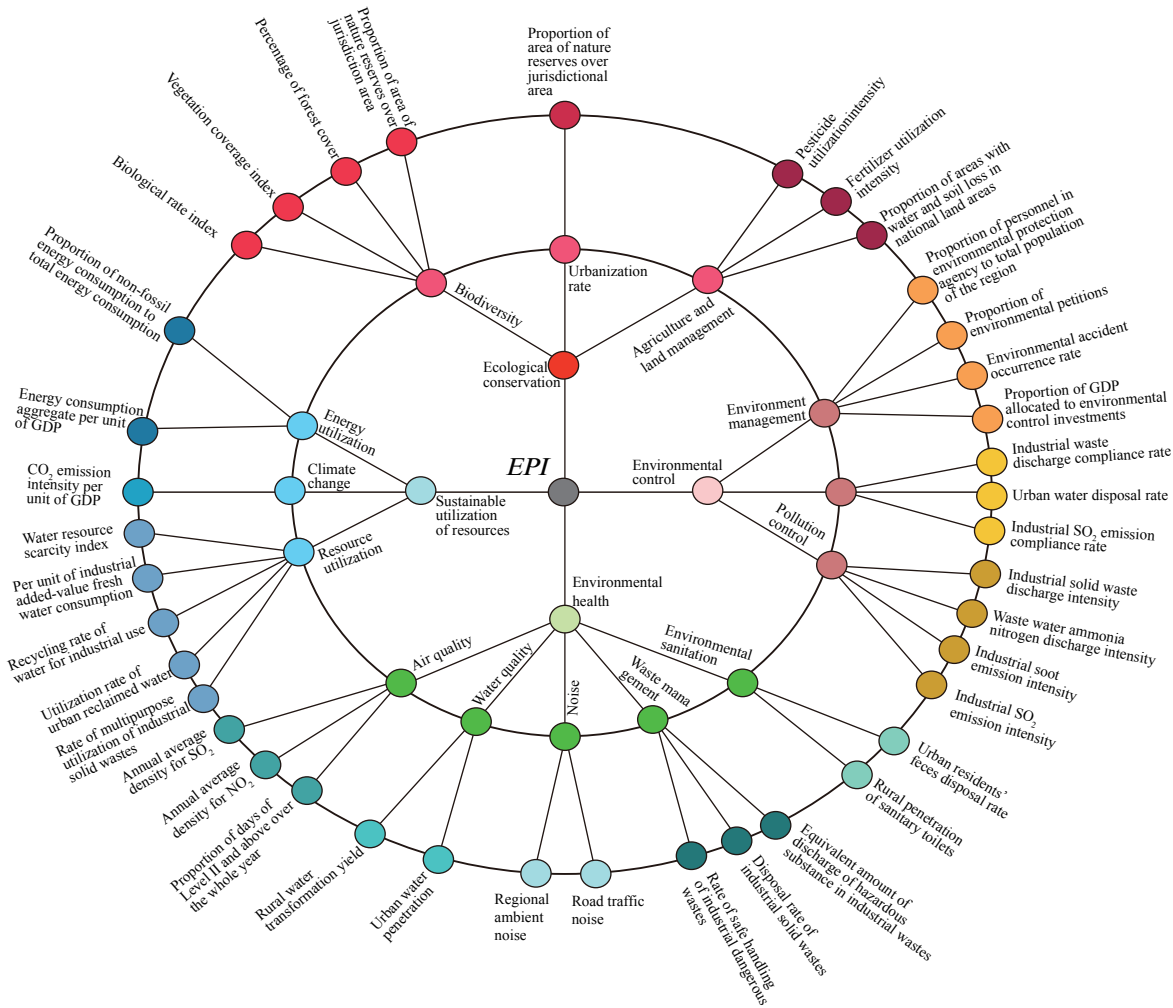 Proportion of
area of nature
reserves over
jurisdictional
area
Proportion of area of
nature reserves over
jurisdiction area
Percentage of forest cover
Vegetation coverage index
Biological rate index
Proportion of non-fossil
energy consumption to
total energy consumption
Energy consumption
aggregate per unit
of GDP
CO₂ emission
intensity per
unit of GDP
Water resource
scarcity index
Per unit of industrial
added-value fresh
water consumption
Recycling rate of
water for industrial use
Utilization rate of
urban reclaimed water
Rate of multipurpose
utilization of industrial
solid wastes
Annual average
density for SO₂
Annual average
density for NO₂
Proportion of days of
Level II and above over
the whole year
Rural water
transformation yield
Urban water
penetration
Regional
ambient
noise
Road traffic
noise
Rate of safe handling
of industrial dangerous
wastes
Disposal rate of
industrial solid wastes
Equivalent amount of
discharge of hazardous
substance in industrial wastes
Rural penetration
of sanitary toilets
Urban residents'
feces disposal rate
Industrial SO₂
emission intensity
Industrial soot
emission intensity
Waste water ammonia
nitrogen discharge intensity
Industrial solid waste
discharge intensity
Industrial SO₂ emission
compliance rate
Urban water disposal rate
Industrial waste
discharge compliance rate
Proportion of GDP
allocated to environmental
control investments
Environmental accident
occurrence rate
Proportion of
environmental petitions
Proportion of personnel in
environmental protection
agency to total population
of the region
Proportion of areas with
water and soil loss in
national land areas
Fertilizer utilization
intensity
Pesticide
utilizationintensity
Biodiversity
Urbanization
rate
Agriculture and
land management
Ecological
conservation
Energy
utilization
Climate
change
Resource
utilization
Sustainable
utilization
of resources
EPI
Environmental
control
Environment
management
Pollution
control
Environmental
health
Air quality
Water quality
Noise
Waste mana
gement
Environmental
sanitation